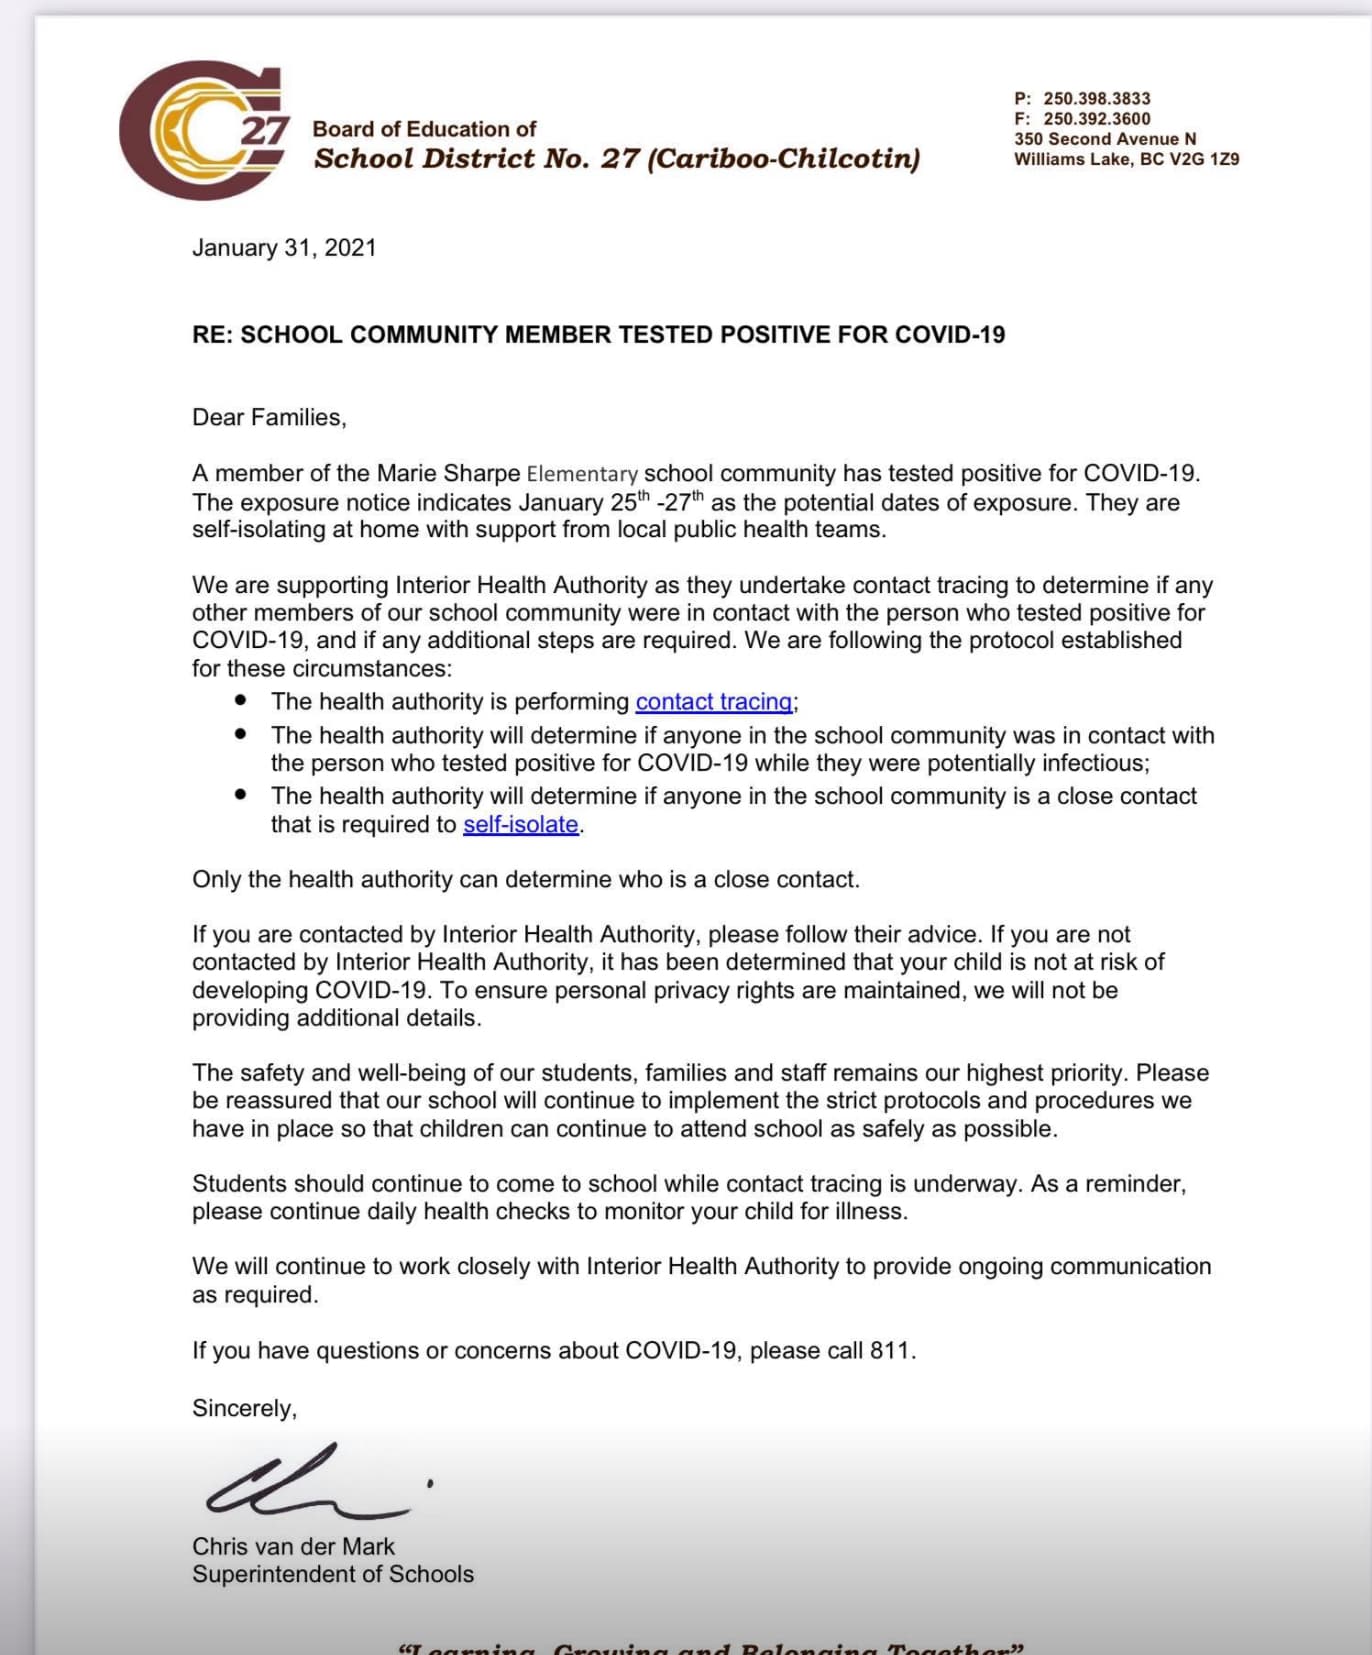 27
Board of Education of
School District No. 27 (Cariboo-Chilcotin)
P: 250.398.3833
F: 250.392.3600
350 Second Avenue N
Williams Lake, BC V2G 1Z9
January 31, 2021
RE: SCHOOL COMMUNITY MEMBER TESTED POSITIVE FOR COVID-19
Dear Families,
A member of the Marie Sharpe Elementary school community has tested positive for COVID-19.
The exposure notice indicates January 25th -27th as the potential dates of exposure. They are
self-isolating at home with support from local public health teams.
We are supporting Interior Health Authority as they undertake contact tracing to determine if any
other members of our school community were in contact with the person who tested positive for
COVID-19, and if any additional steps are required. We are following the protocol established
for these circumstances:
● The health authority is performing contact tracing;
● The health authority will determine if anyone in the school community was in contact with
the person who tested positive for COVID-19 while they were potentially infectious;
● The health authority will determine if anyone in the school community is a close contact
that is required to self-isolate.
Only the health authority can determine who is a close contact.
If you are contacted by Interior Health Authority, please follow their advice. If you are not
contacted by Interior Health Authority, it has been determined that your child is not at risk of
developing COVID-19. To ensure personal privacy rights are maintained, we will not be
providing additional details.
The safety and well-being of our students, families and staff remains our highest priority. Please
be reassured that our school will continue to implement the strict protocols and procedures we
have in place so that children can continue to attend school as safely as possible.
Students should continue to come to school while contact tracing is underway. As a reminder,
please continue daily health checks to monitor your child for illness.
We will continue to work closely with Interior Health Authority to provide ongoing communication
as required.
If you have questions or concerns about COVID-19, please call 811.
Sincerely,
Chris van der Mark
Superintendent of Schools
“Learning, Growing and Belonging Together”